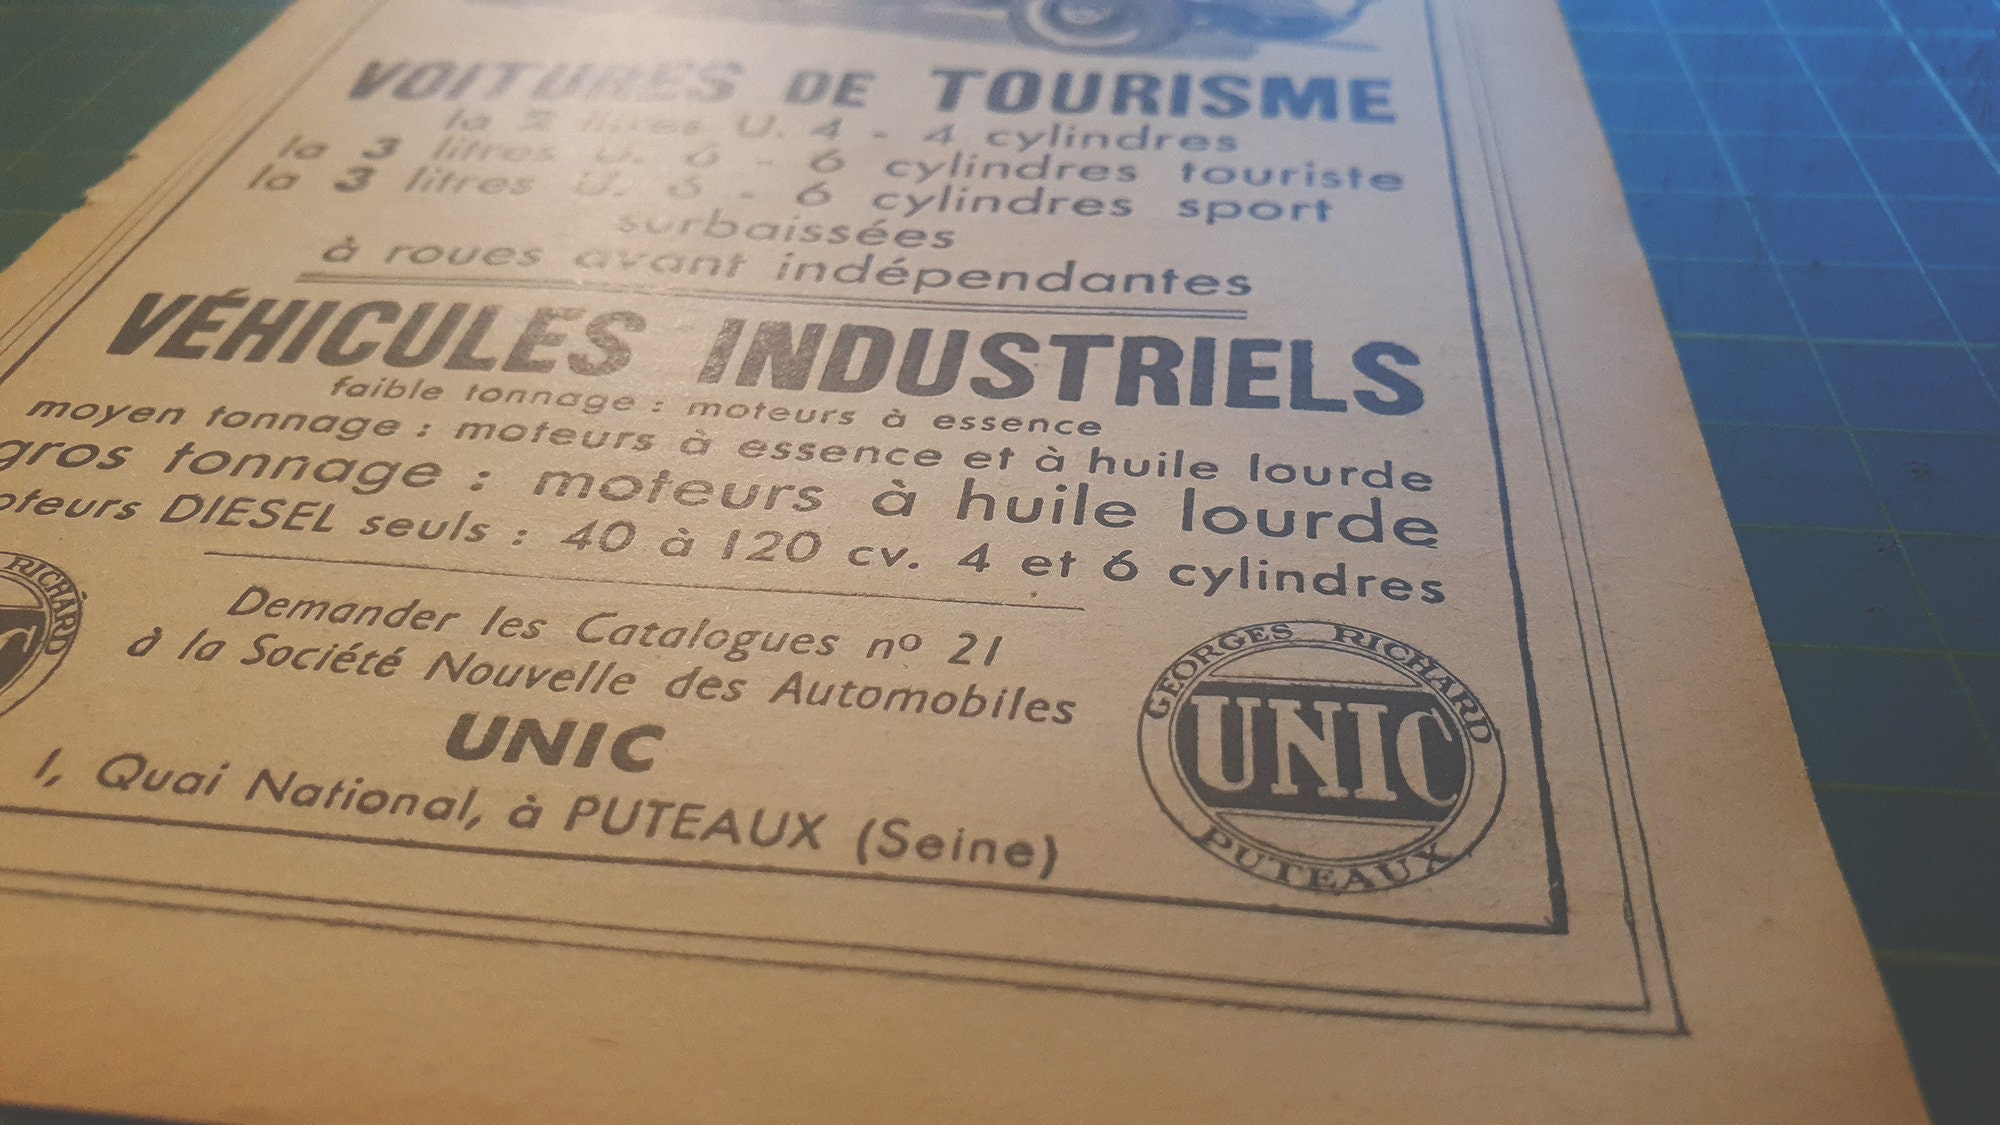 VOITURES DE TOURISME
la 2 litres U. 4 - 4 cylindres
la 3 litres U. 6 - 6 cylindres touriste
la 3 litres U. 6 - 6 cylindres sport
surbaissées
à roues avant indépendantes
VÉHICULES INDUSTRIELS
faible tonnage : moteurs à essence
moyen tonnage : moteurs à essence et à huile lourde
gros tonnage : moteurs à huile lourde
oteurs DIESEL seuls : 40 à 120 cv. 4 et 6 cylindres
Demander les Catalogues nº 21
à la Société Nouvelle des Automobiles
UNIC
1, Quai National, à PUTEAUX (Seine)
RICHARD
C
GEORGES RICHARD
UNIC
PUTEAUX